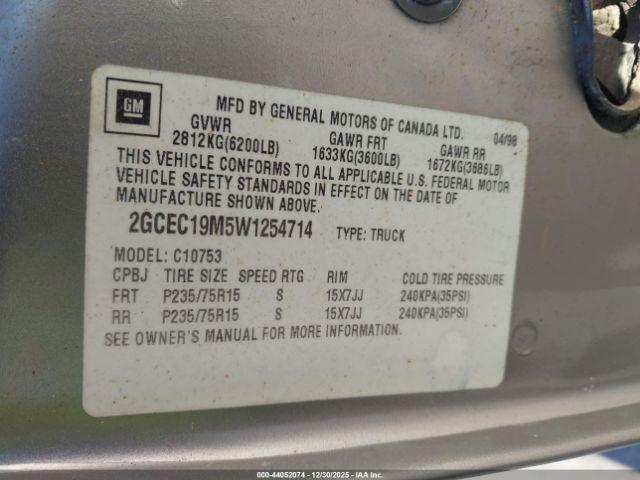 GM
MFD BY GENERAL MOTORS OF CANADA LTD. 04/98
GVWR GAWR FRT GAWR RR
2812KG(6200LB) 1633KG(3600LB) 1672KG(3686LB)
THIS VEHICLE CONFORMS TO ALL APPLICABLE U.S. FEDERAL MOTOR
VEHICLE SAFETY STANDARDS IN EFFECT ON THE DATE OF
MANUFACTURE SHOWN ABOVE.
2GCEC19M5W1254714 TYPE: TRUCK
MODEL: C10753
CPBJ TIRE SIZE SPEED RTG RIM COLD TIRE PRESSURE
FRT P235/75R15 S 15X7JJ 240KPA(35PSI)
RR P235/75R15 S 15X7JJ 240KPA(35PSI)
SEE OWNER'S MANUAL FOR MORE INFORMATION.
000-44052074 - 12/30/2025 - IAA Inc.